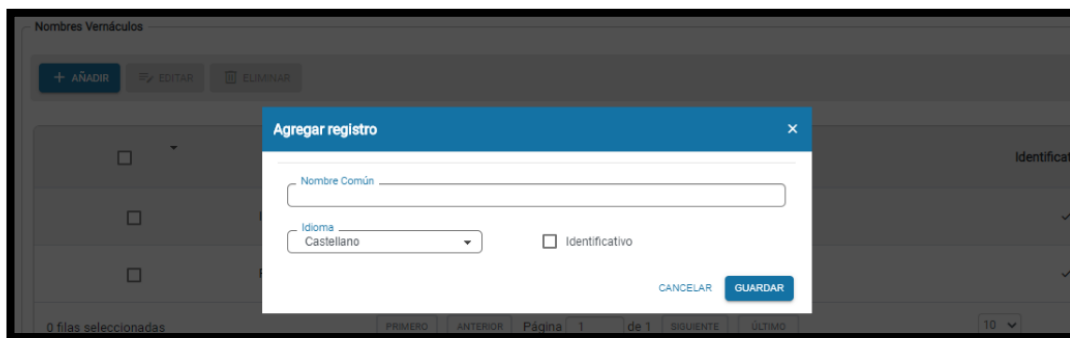 Nombres Vernáculos
+ AÑADIR EDITAR ELIMINAR
Agregar registro ×
Identificat
Nombre Común
Idioma
Castellano Identificativo
CANCELAR GUARDAR
0 filas seleccionadas PRIMERO ANTERIOR Página 1 de 1 SIGUIENTE ÚLTIMO 10